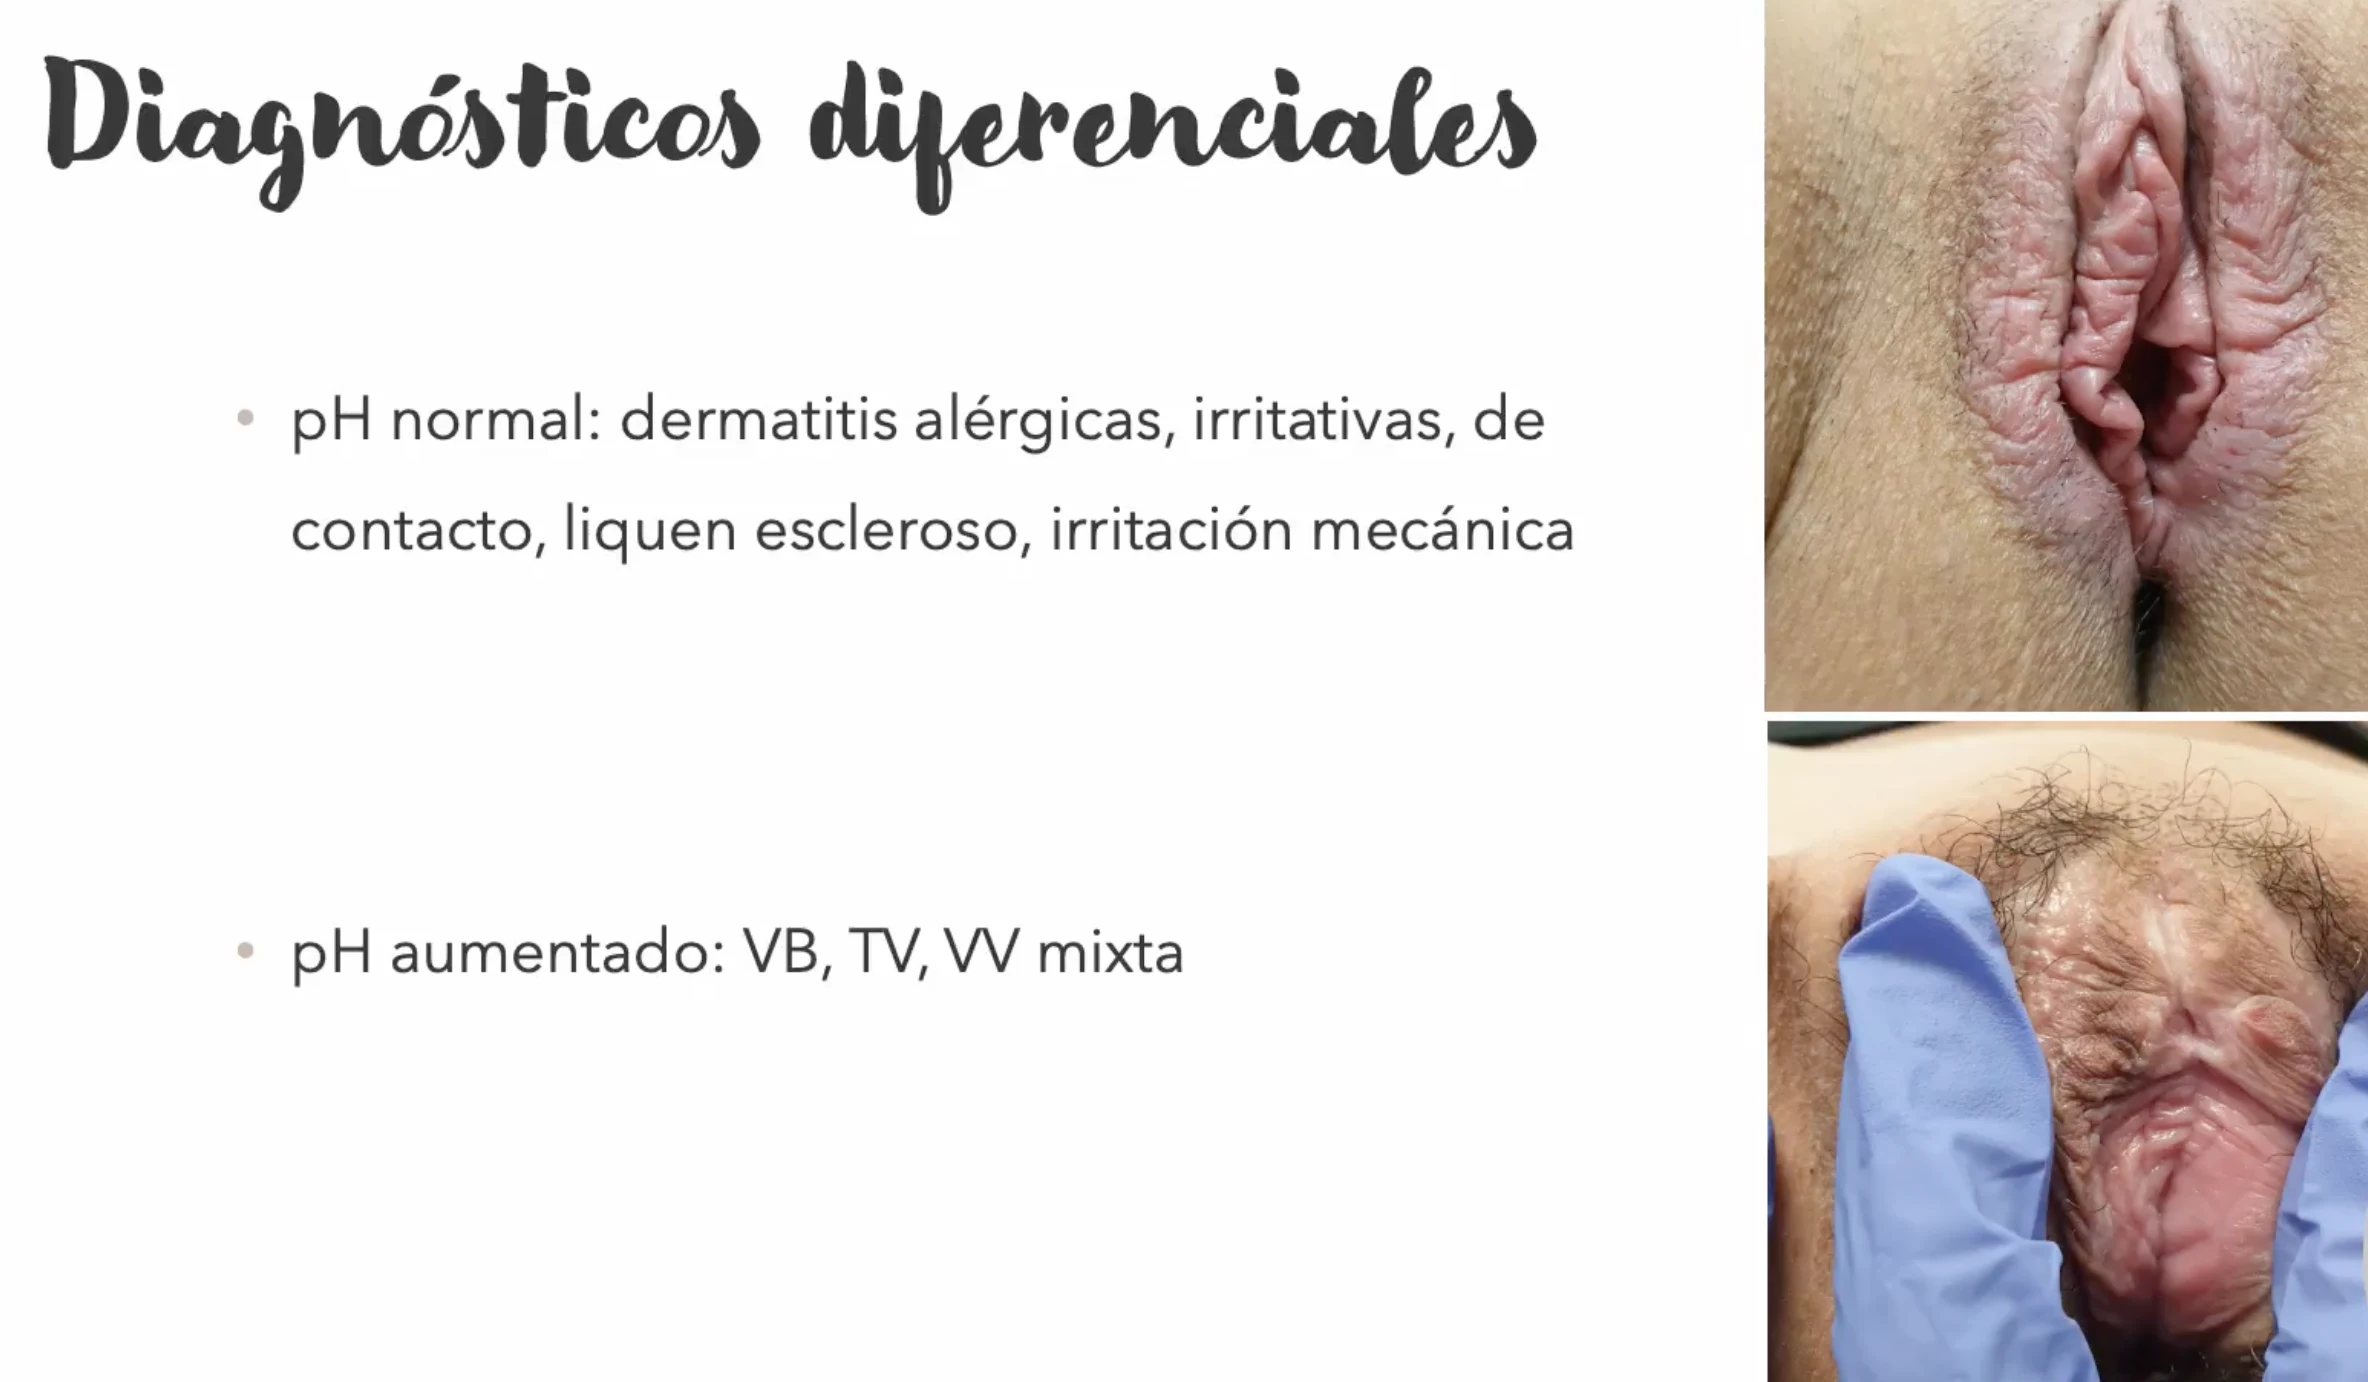 Diagnósticos diferenciales
• pH normal: dermatitis alérgicas, irritativas, de
contacto, liquen escleroso, irritación mecánica
• pH aumentado: VB, TV, VV mixta